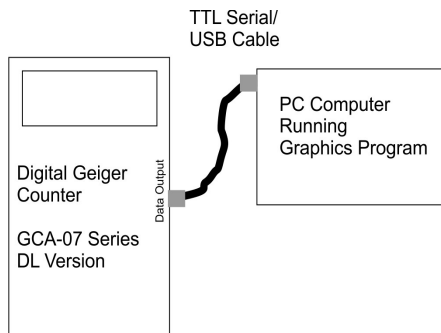 TTL Serial/
USB Cable
PC Computer
Running
Graphics Program
Digital Geiger
Counter
Data Output
GCA-07 Series
DL Version